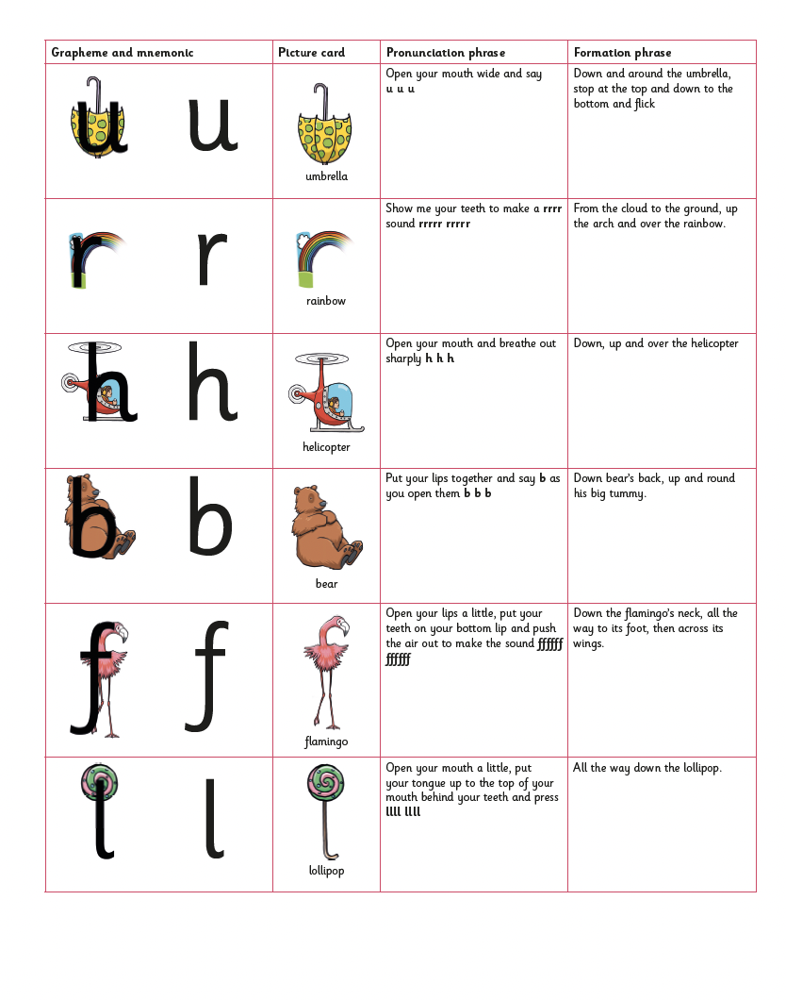 Grapheme and mnemonic
Picture card
Pronunciation phrase
Formation phrase
u
u
umbrella
Open your mouth wide and say
u u u
Down and around the umbrella,
stop at the top and down to the
bottom and flick
r
r
rainbow
Show me your teeth to make a rrrr
sound rrrrr rrrrr
From the cloud to the ground, up
the arch and over the rainbow.
h
h
helicopter
Open your mouth and breathe out
sharply h h h
Down, up and over the helicopter
b
b
bear
Put your lips together and say b as
you open them b b b
Down bear's back, up and round
his big tummy.
f
f
flamingo
Open your lips a little, put your
teeth on your bottom lip and push
the air out to make the sound ffffff
ffffff
Down the flamingo's neck, all the
way to its foot, then across its
wings.
l
l
lollipop
Open your mouth a little, put
your tongue up to the top of your
mouth behind your teeth and press
llll llll
All the way down the lollipop.